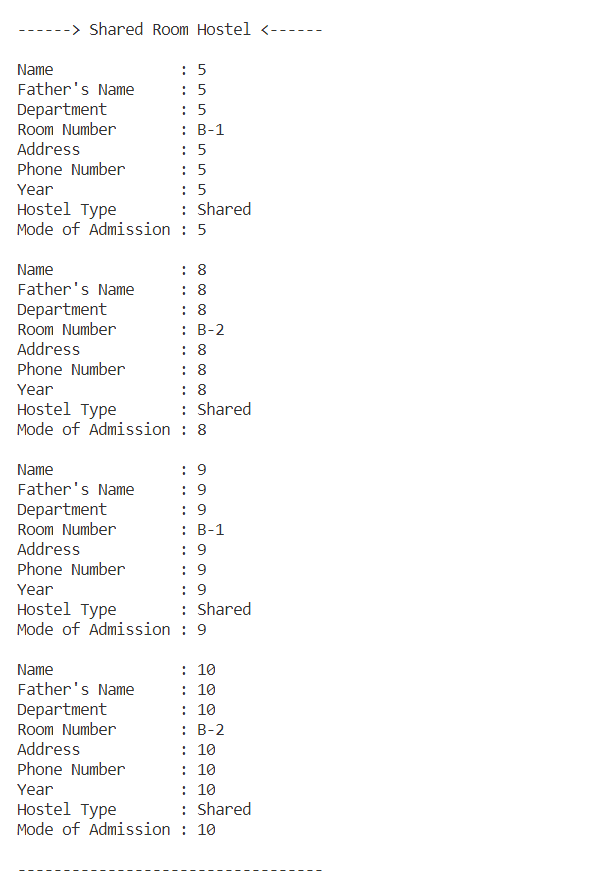 ------> Shared Room Hostel <------
Name : 5
Father's Name : 5
Department : 5
Room Number : B-1
Address : 5
Phone Number : 5
Year : 5
Hostel Type : Shared
Mode of Admission : 5
Name : 8
Father's Name : 8
Department : 8
Room Number : B-2
Address : 8
Phone Number : 8
Year : 8
Hostel Type : Shared
Mode of Admission : 8
Name : 9
Father's Name : 9
Department : 9
Room Number : B-1
Address : 9
Phone Number : 9
Year : 9
Hostel Type : Shared
Mode of Admission : 9
Name : 10
Father's Name : 10
Department : 10
Room Number : B-2
Address : 10
Phone Number : 10
Year : 10
Hostel Type : Shared
Mode of Admission : 10
----------------------------------